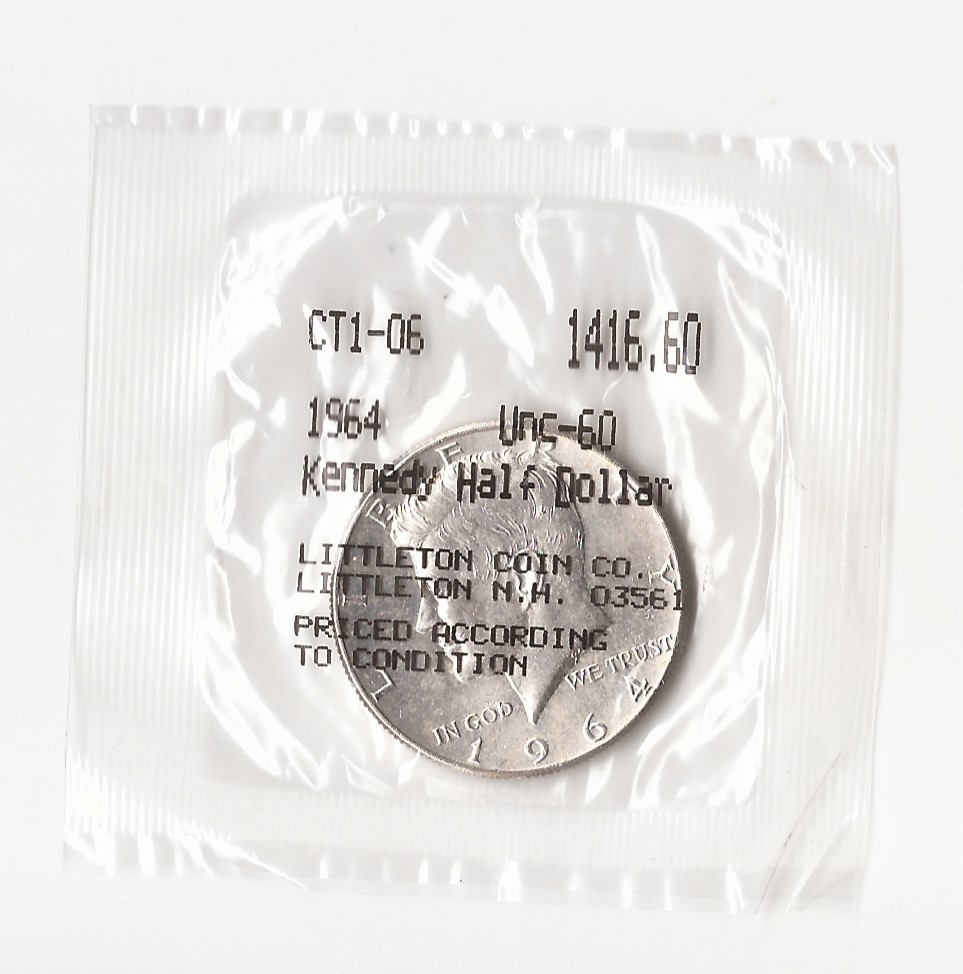 CT1-06 1416.60
1964 Unc-60
Kennedy Half Dollar
LITTLETON COIN CO.
LITTLETON N.H. 03561
PRICED ACCORDING
TO CONDITION
L BE
IN GOD WE TRUST
1964